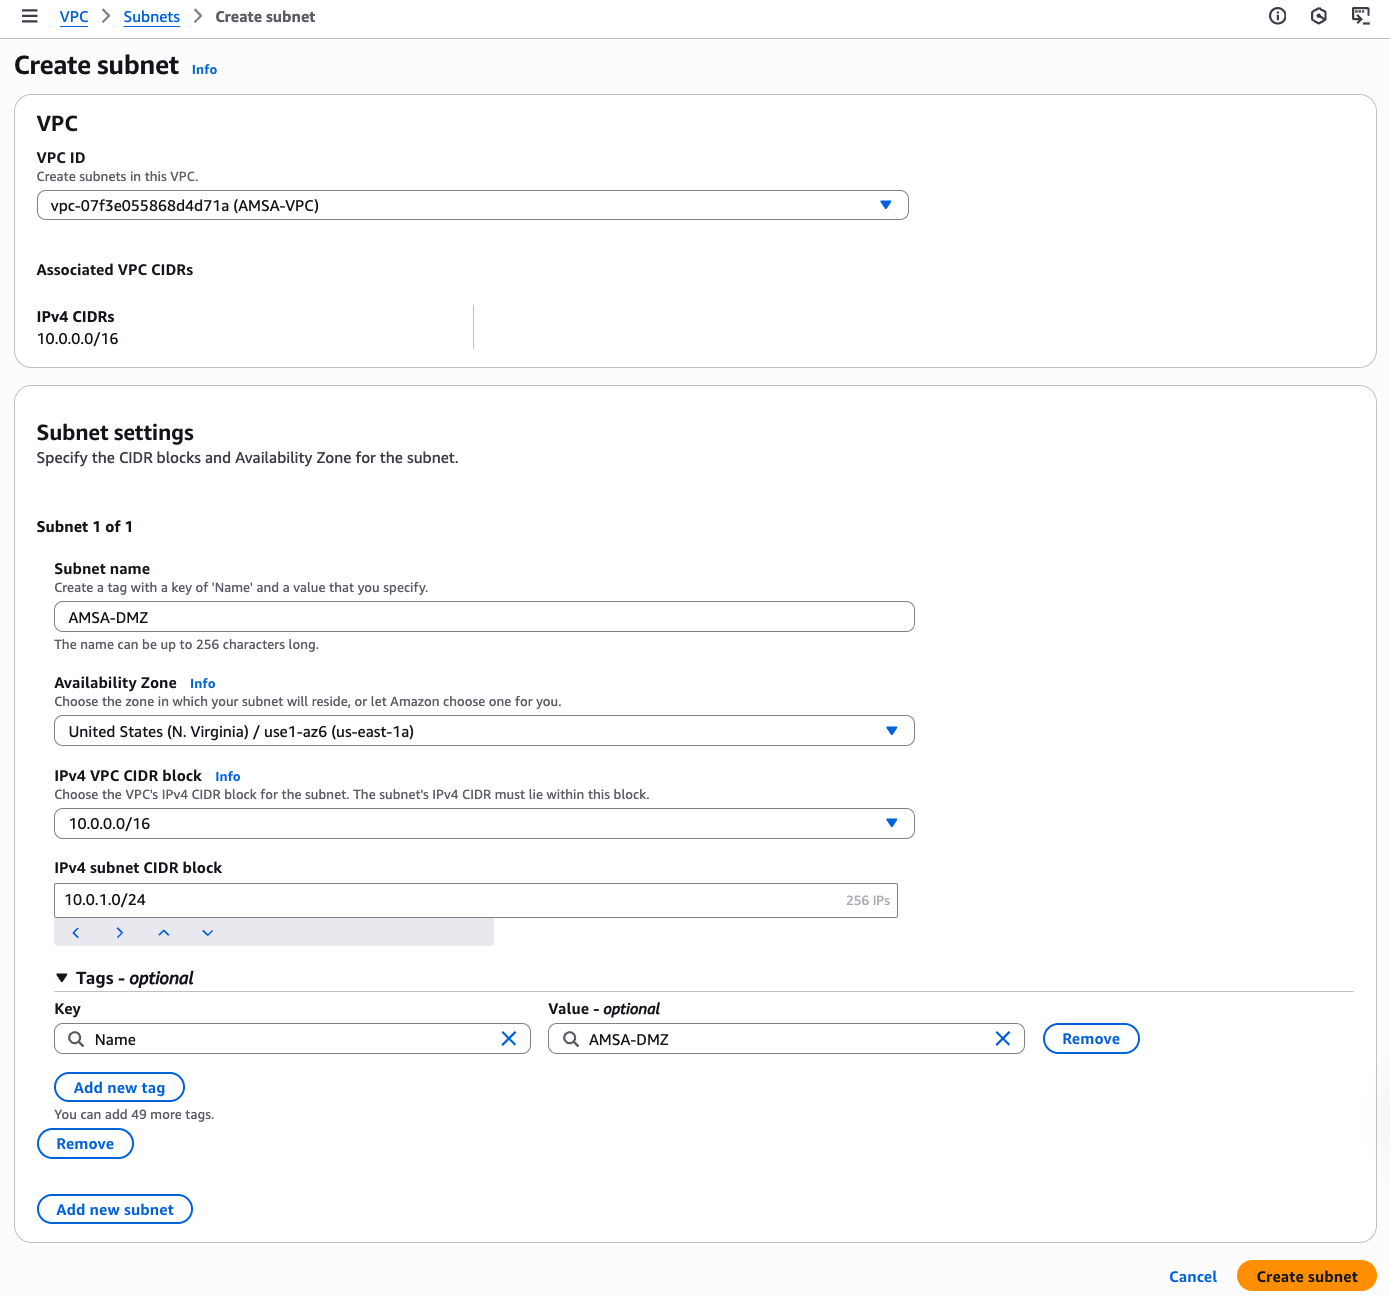 VPC > Subnets > Create subnet
Create subnet Info
VPC
VPC ID
Create subnets in this VPC.
vpc-07f3e055868d4d71a (AMSA-VPC)
Associated VPC CIDRs
IPv4 CIDRs
10.0.0.0/16
Subnet settings
Specify the CIDR blocks and Availability Zone for the subnet.
Subnet 1 of 1
Subnet name
Create a tag with a key of 'Name' and a value that you specify.
AMSA-DMZ
The name can be up to 256 characters long.
Availability Zone Info
Choose the zone in which your subnet will reside, or let Amazon choose one for you.
United States (N. Virginia) / use1-az6 (us-east-1a)
IPv4 VPC CIDR block Info
Choose the VPC's IPv4 CIDR block for the subnet. The subnet's IPv4 CIDR must lie within this block.
10.0.0.0/16
IPv4 subnet CIDR block
10.0.1.0/24 256 IPs
Tags - optional
Key Value - optional
Name AMSA-DMZ Remove
Add new tag
You can add 49 more tags.
Remove
Add new subnet
Cancel Create subnet